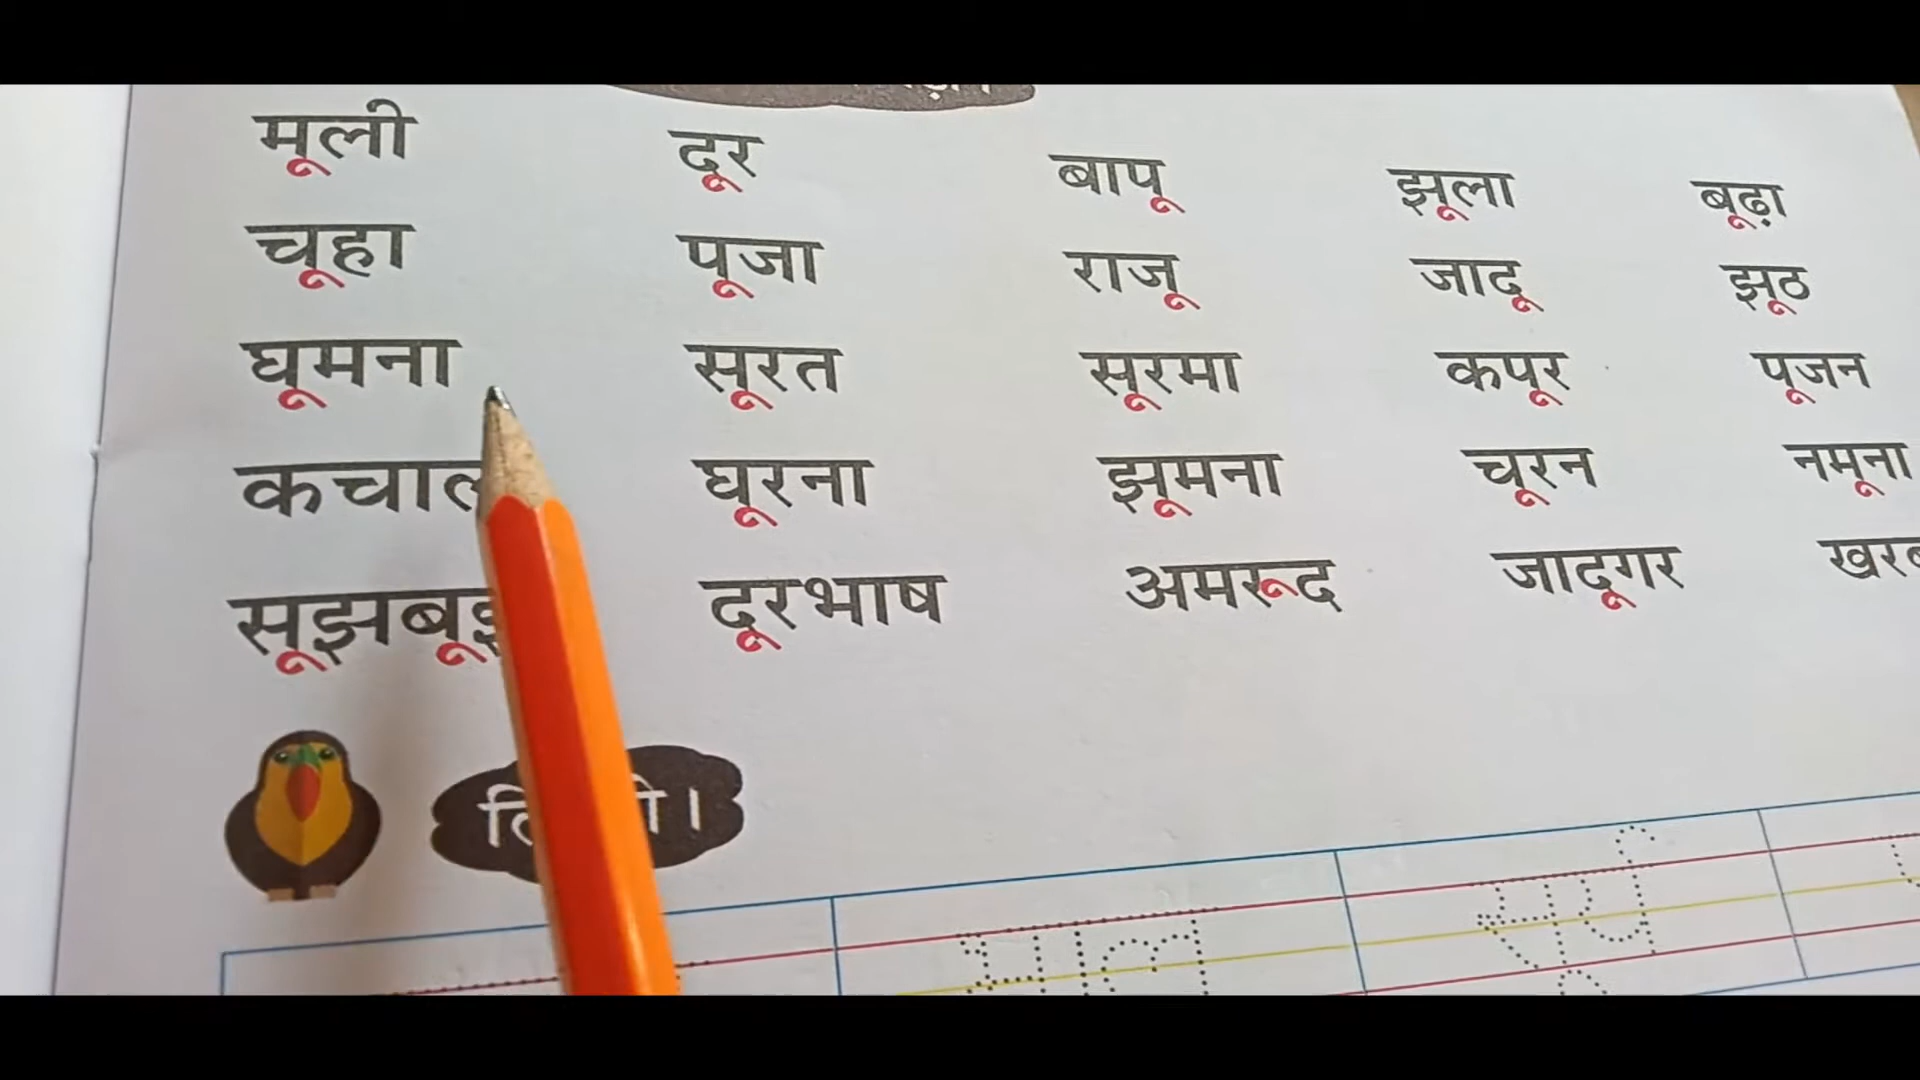 मूली दूर बापू झूला बूढ़ा
चूहा पूजा राजू जादू झूठ
घूमना सूरत सूरमा कपूर पूजन
घूरना झूमना चूरन नमूना
दूरभाष अमरूद जादूगर
सूर्य